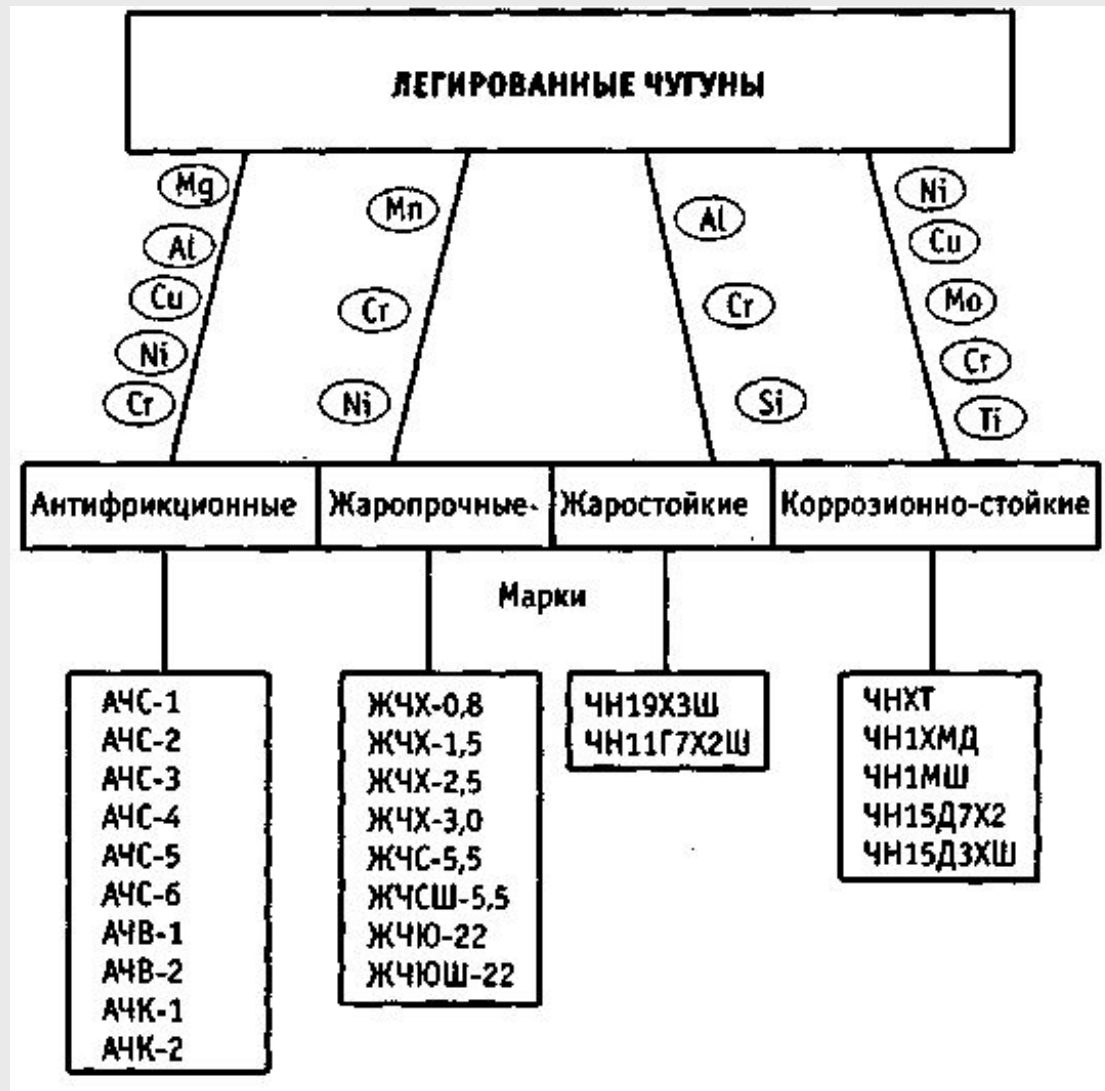 ЛЕГИРОВАННЫЕ ЧУГУНЫ
Mg
Al
Cu
Ni
Cr
Mn
Cr
Ni
Al
Cr
Si
Ni
Cu
Mo
Cr
Ti
Антифрикционные
Жаропрочные-
Жаростойкие
Коррозионно-стойкие
Марки
АЧС-1
АЧС-2
АЧС-3
АЧС-4
АЧС-5
АЧС-6
АЧВ-1
АЧВ-2
АЧК-1
АЧК-2
ЖЧХ-0,8
ЖЧХ-1,5
ЖЧХ-2,5
ЖЧХ-3,0
ЖЧС-5,5
ЖЧСШ-5,5
ЖЧЮ-22
ЖЧЮШ-22
ЧН19Х3Ш
ЧН11Г7Х2Ш
ЧНХТ
ЧН1ХМД
ЧН1МШ
ЧН15Д7Х2
ЧН15Д3ХШ